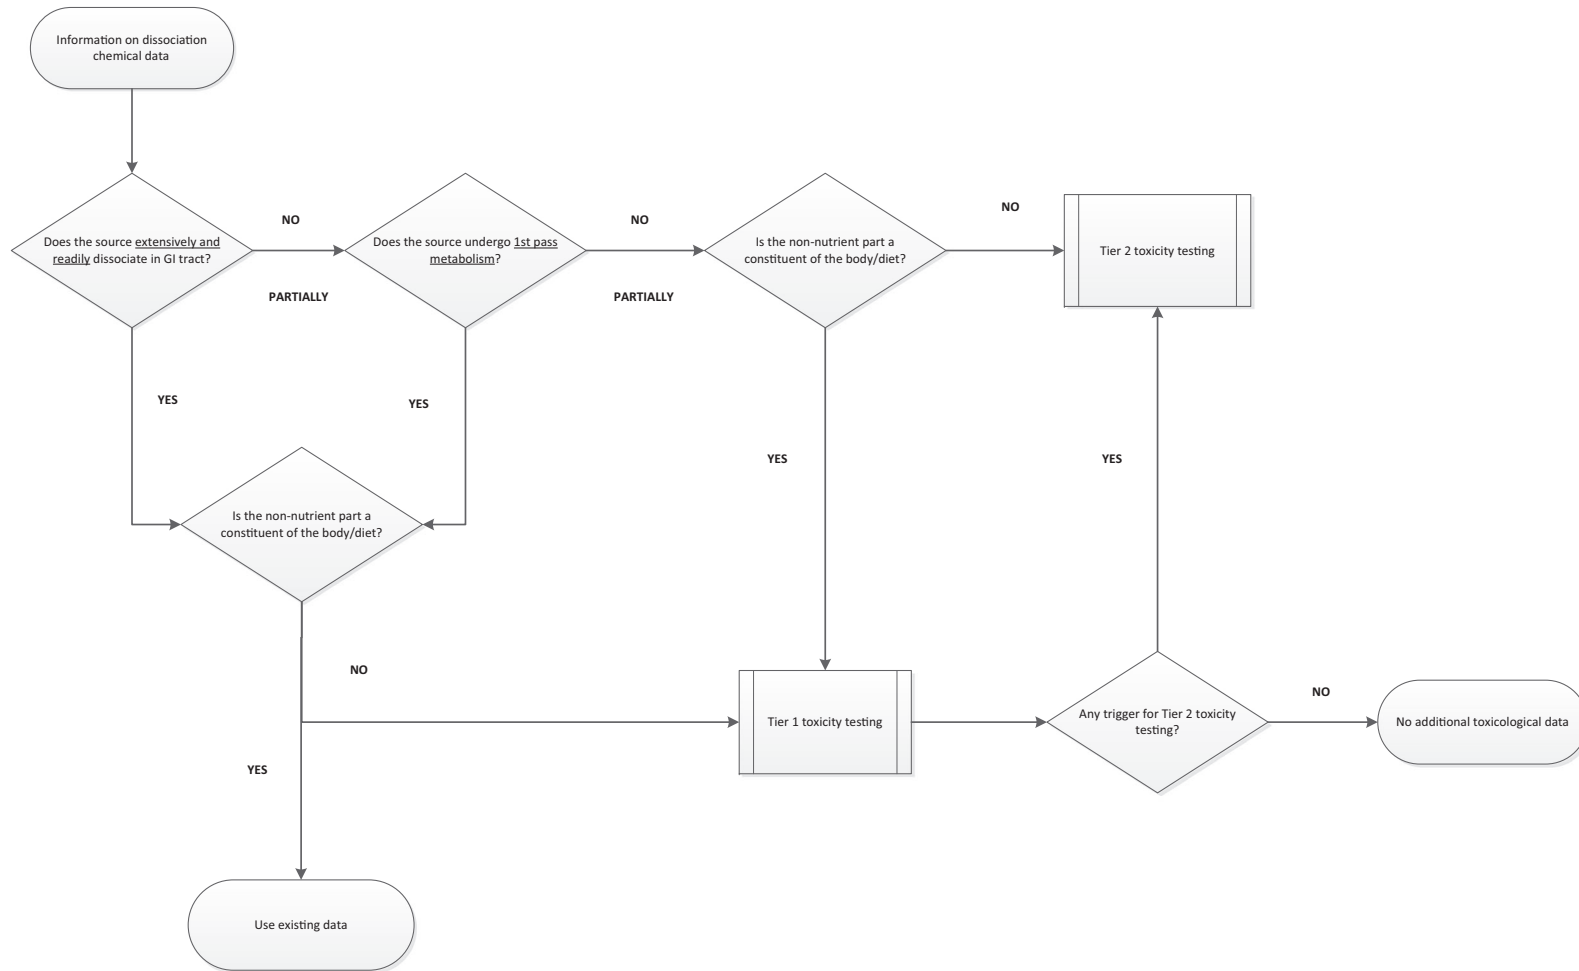 Information on dissociation
chemical data
Does the source extensively and
readily dissociate in GI tract?
NO
PARTIALLY
Does the source undergo 1st pass
metabolism?
NO
PARTIALLY
Is the non-nutrient part a
constituent of the body/diet?
NO
Tier 2 toxicity testing
YES
YES
YES
YES
Is the non-nutrient part a
constituent of the body/diet?
NO
YES
Tier 1 toxicity testing
Any trigger for Tier 2 toxicity
testing?
NO
No additional toxicological data
Use existing data